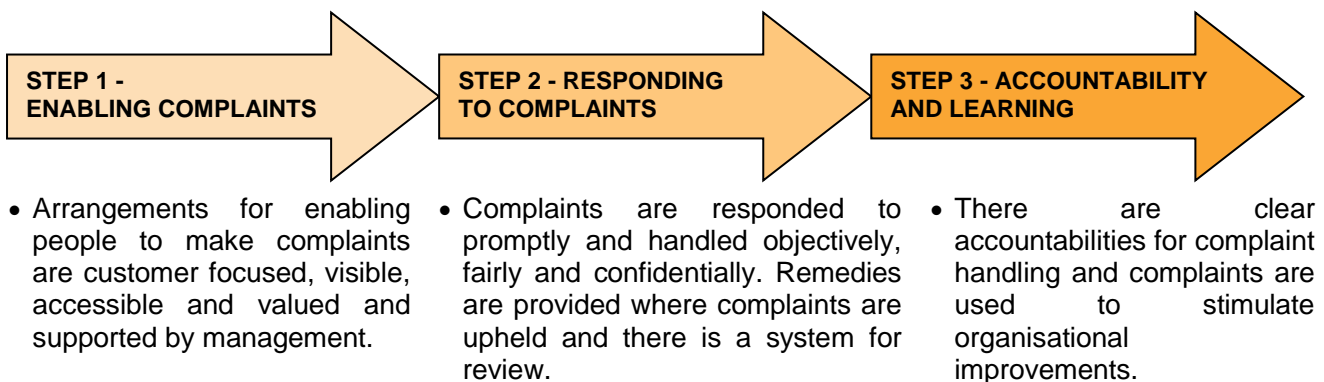 STEP 1 -
ENABLING COMPLAINTS
STEP 2 - RESPONDING
TO COMPLAINTS
STEP 3 - ACCOUNTABILITY
AND LEARNING
• Arrangements for enabling
people to make complaints
are customer focused, visible,
accessible and valued and
supported by management.
• Complaints are responded to
promptly and handled objectively,
fairly and confidentially. Remedies
are provided where complaints are
upheld and there is a system for
review.
• There are clear
accountabilities for complaint
handling and complaints are
used to stimulate
organisational
improvements.